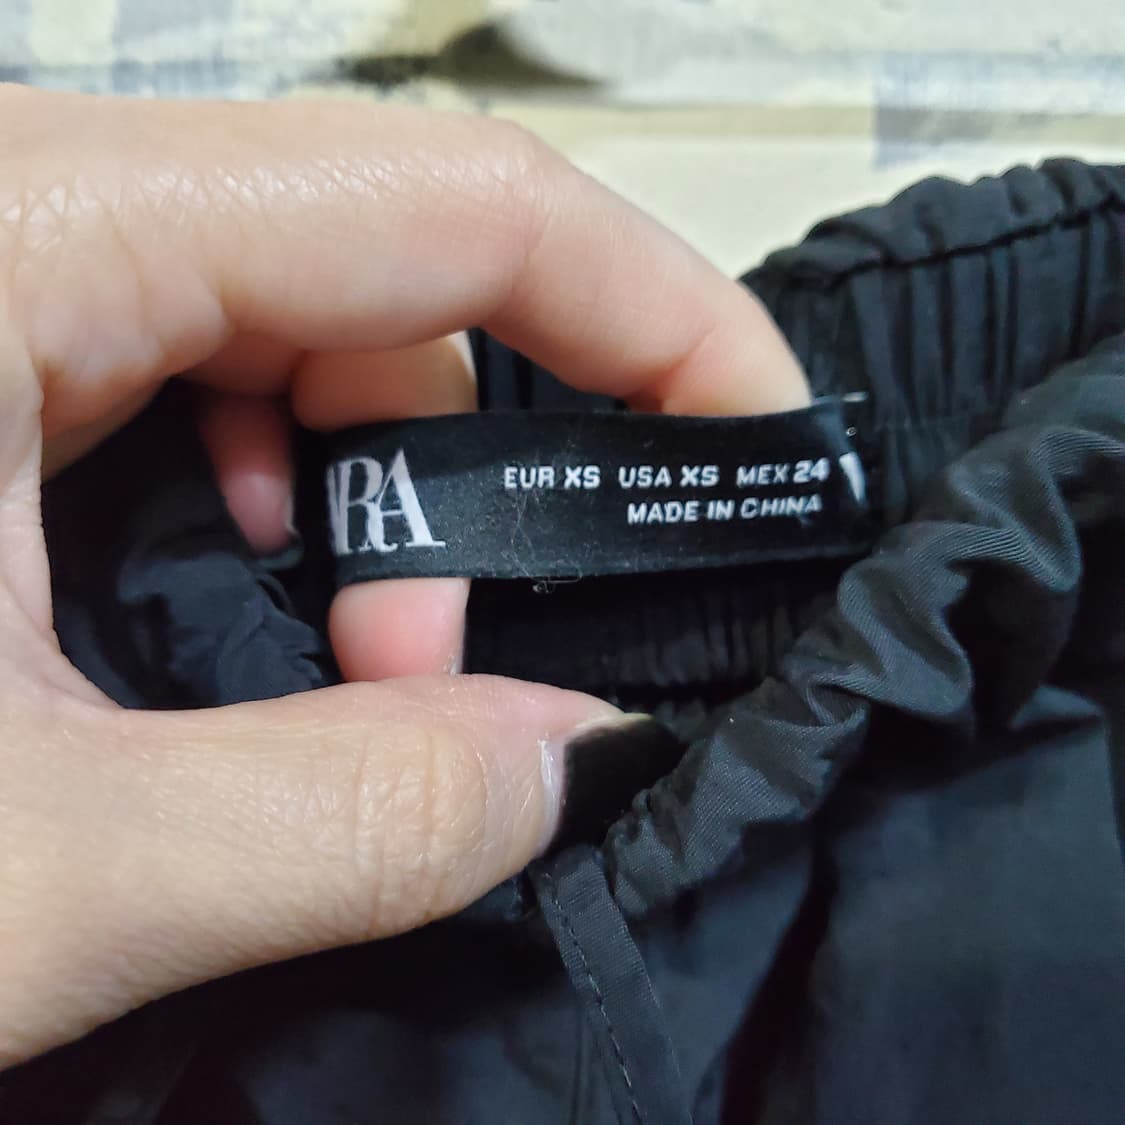 RA
EUR XS USA XS MEX 24
MADE IN CHINA